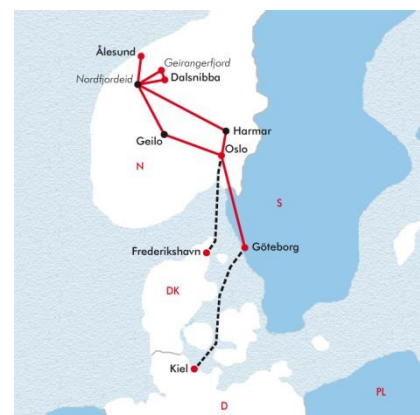 Ålesund
Geirangerfjord
Nordfjordeid
Dalsnibba
Harmar
Geilo
Oslo
N
S
Frederikshavn
Göteborg
DK
Kiel
D
PL